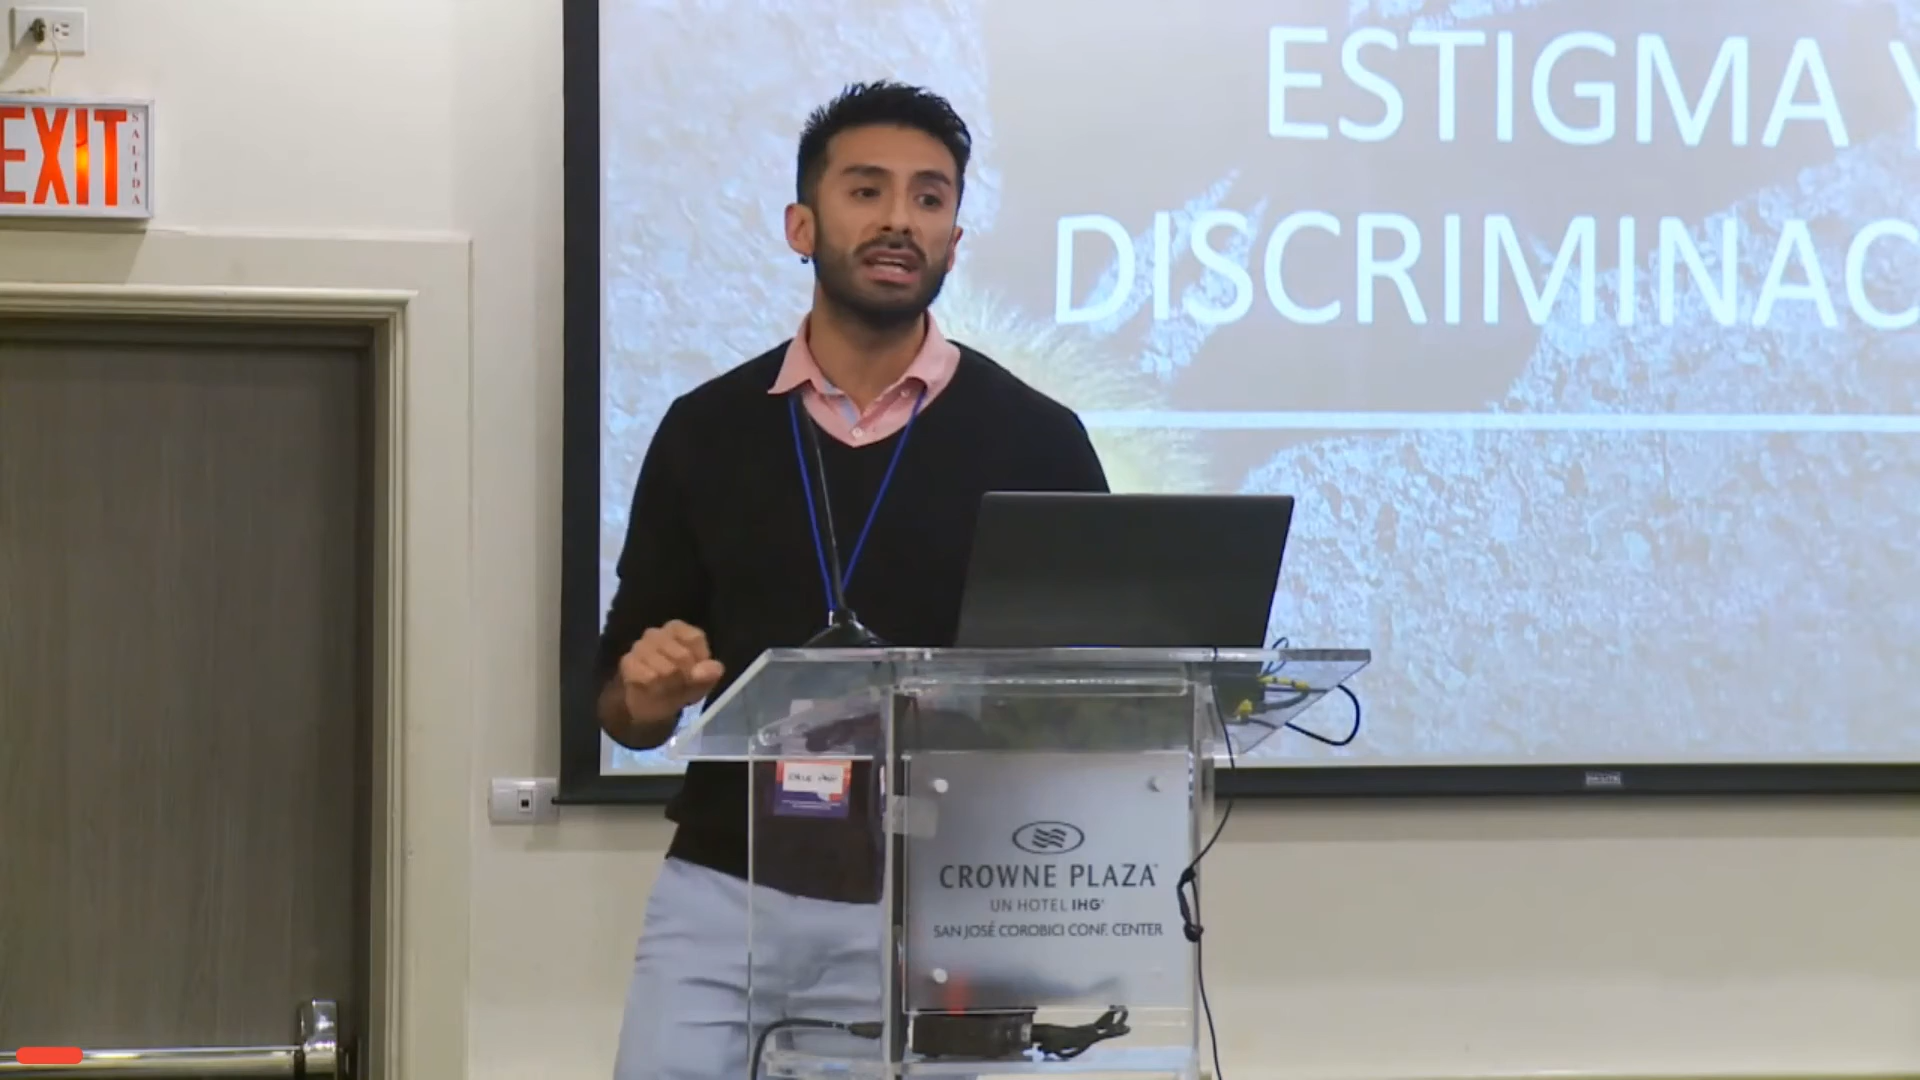 EXIT
SALIDA
ESTIGMA Y
DISCRIMINAC
CROWNE PLAZA
UN HOTEL IHG
SAN JOSÉ COROBICI CONF. CENTER